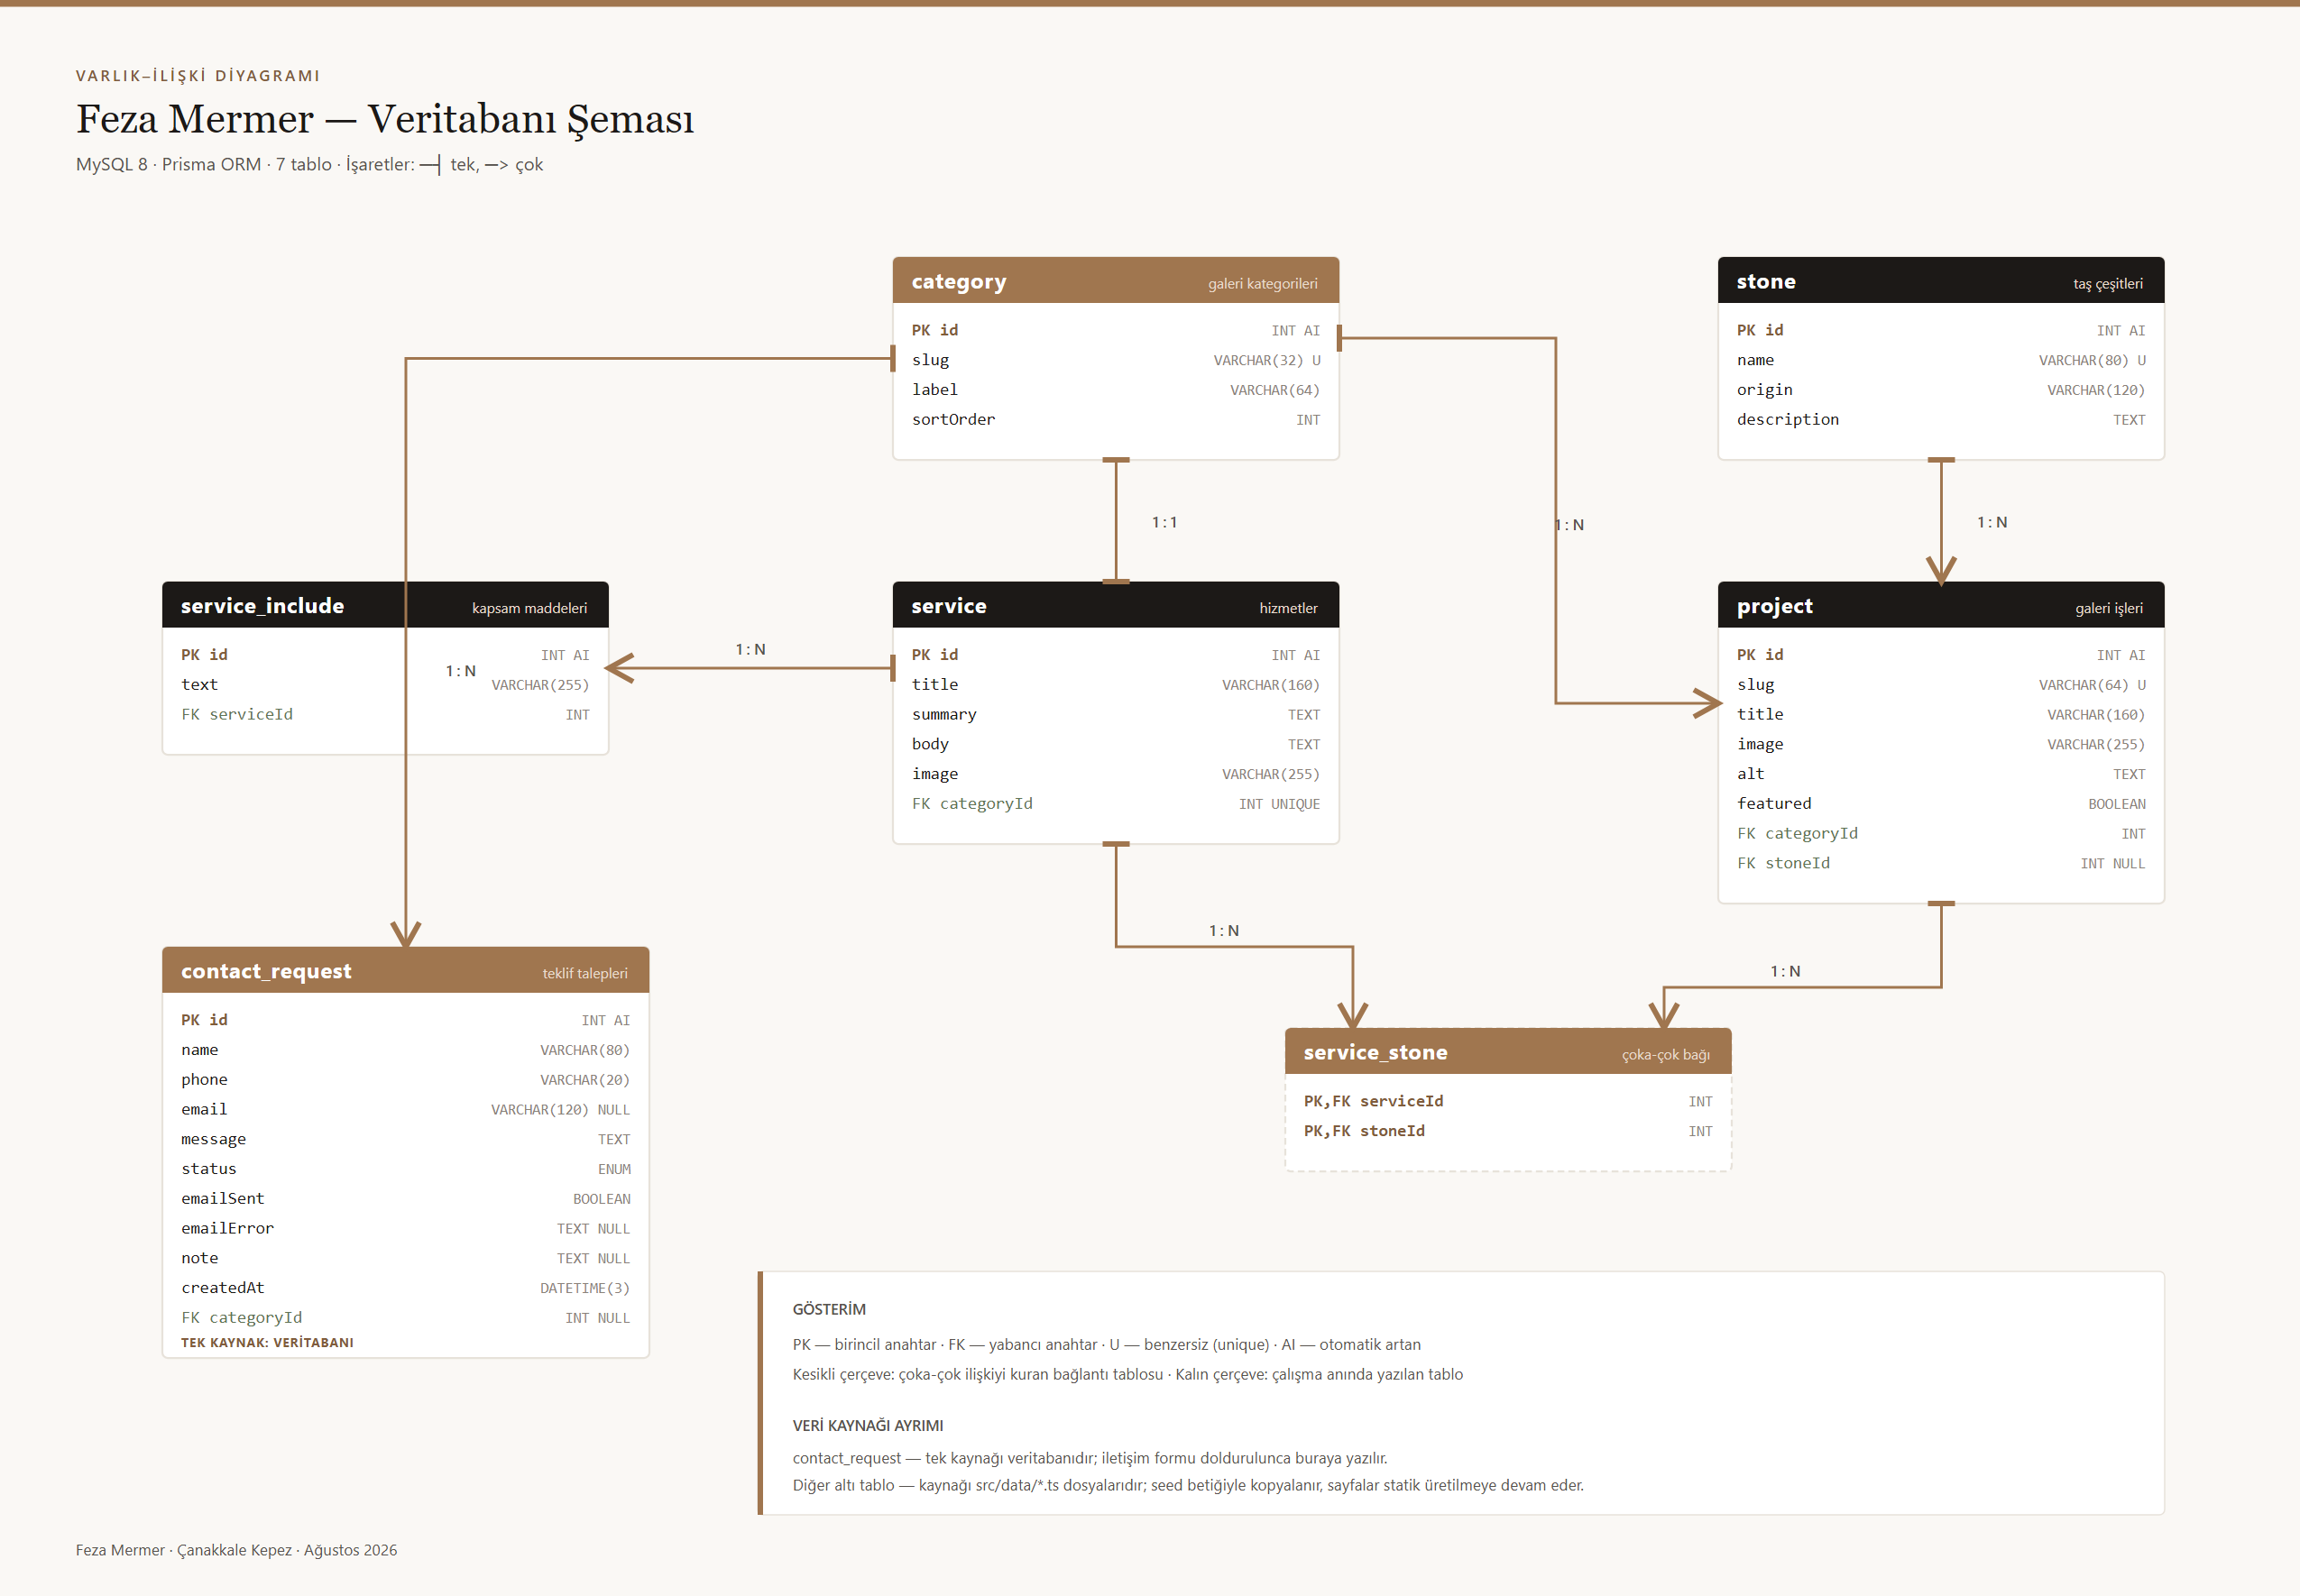 VARLIK–İLİŞKİ DİYAGRAMI
Feza Mermer — Veritabanı Şeması
MySQL 8 · Prisma ORM · 7 tablo · İşaretler: ─┤ tek, ─> çok
category galeri kategorileri
PK id INT AI
slug VARCHAR(32) U
label VARCHAR(64)
sortOrder INT
stone taş çeşitleri
PK id INT AI
name VARCHAR(80) U
origin VARCHAR(120)
description TEXT
1:1
1:N
1:N
service_include kapsam maddeleri
PK id INT AI
text VARCHAR(255)
FK serviceId INT
1:N
1:N
service hizmetler
PK id INT AI
title VARCHAR(160)
summary TEXT
body TEXT
image VARCHAR(255)
FK categoryId INT UNIQUE
project galeri işleri
PK id INT AI
slug VARCHAR(64) U
title VARCHAR(160)
image VARCHAR(255)
alt TEXT
featured BOOLEAN
FK categoryId INT
FK stoneId INT NULL
1:N
1:N
contact_request teklif talepleri
PK id INT AI
name VARCHAR(80)
phone VARCHAR(20)
email VARCHAR(120) NULL
message TEXT
status ENUM
emailSent BOOLEAN
emailError TEXT NULL
note TEXT NULL
createdAt DATETIME(3)
FK categoryId INT NULL
TEK KAYNAK: VERİTABANI
service_stone çoka-çok bağı
PK,FK serviceId INT
PK,FK stoneId INT
GÖSTERİM
PK — birincil anahtar · FK — yabancı anahtar · U — benzersiz (unique) · AI — otomatik artan
Kesikli çerçeve: çoka-çok ilişkiyi kuran bağlantı tablosu · Kalın çerçeve: çalışma anında yazılan tablo
VERİ KAYNAĞI AYRIMI
contact_request — tek kaynağı veritabanıdır; iletişim formu doldurulunca buraya yazılır.
Diğer altı tablo — kaynağı src/data/*.ts dosyalarıdır; seed betiğiyle kopyalanır, sayfalar statik üretilmeye devam eder.
Feza Mermer · Çanakkale Kepez · Ağustos 2026